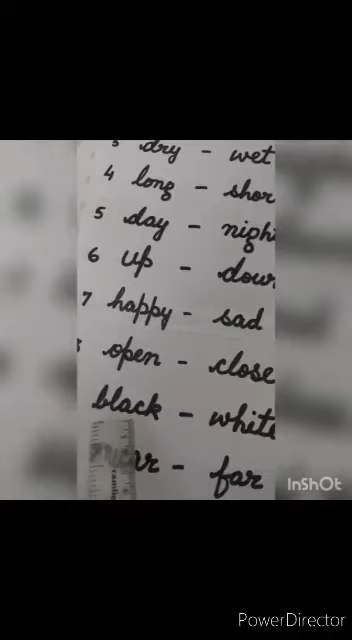 3 dry - wet
4 long - shor
5 day - nigh
6 up - dow
7 happy - sad
open - close
black - white
- far
InShOt
PowerDirector